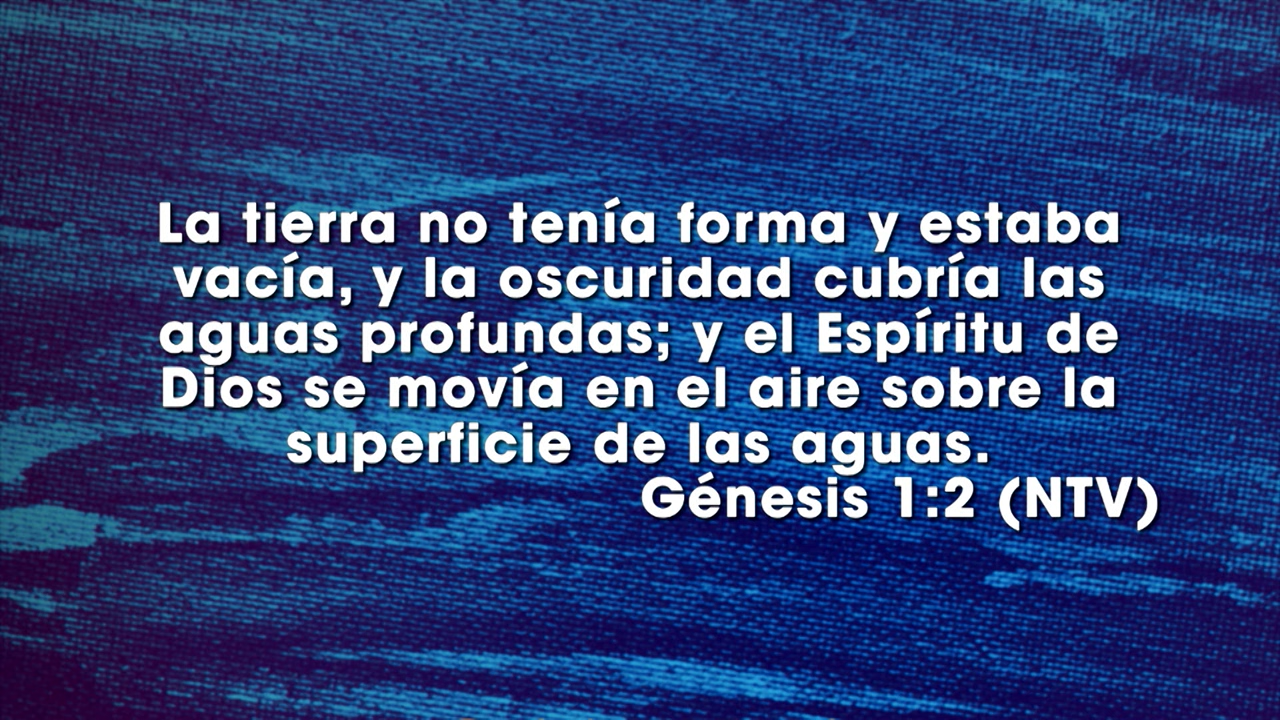 La tierra no tenía forma y estaba
vacía, y la oscuridad cubría las
aguas profundas; y el Espíritu de
Dios se movía en el aire sobre la
superficie de las aguas.
Génesis 1:2 (NTV)